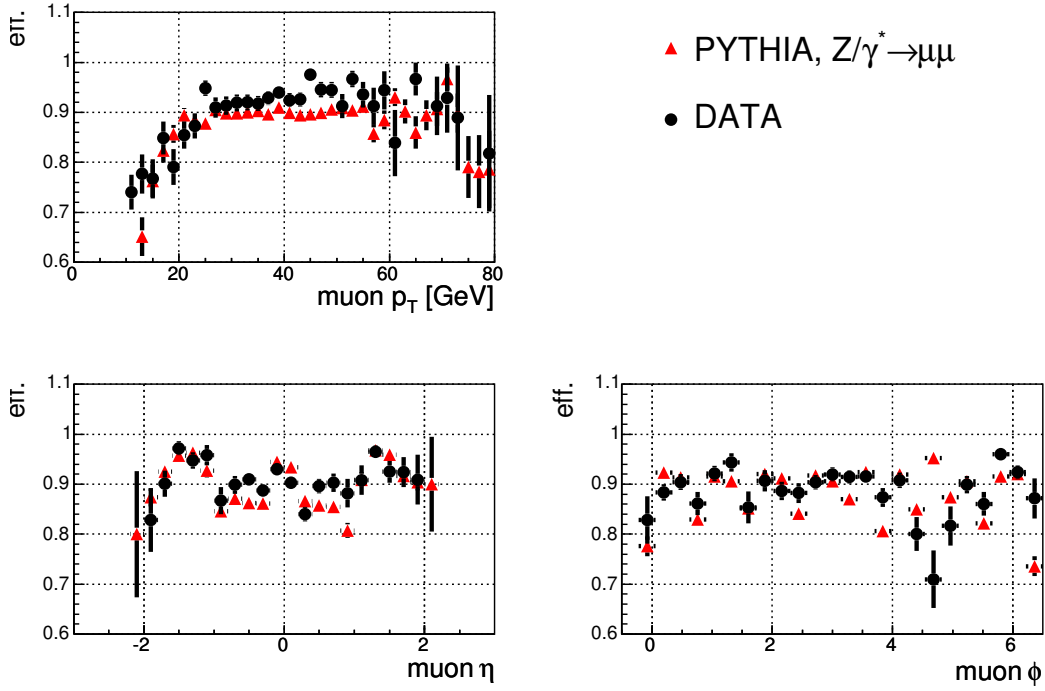 1.1
eff.
1
0.9
0.8
0.7
0.6
0 20 40 60 80
muon p_T [GeV]
PYTHIA, Z/γ*→μμ
DATA
1.1
eff.
1
0.9
0.8
0.7
0.6
-2 0 2
muon η
1.1
eff.
1
0.9
0.8
0.7
0.6
0 2 4 6
muon ϕ